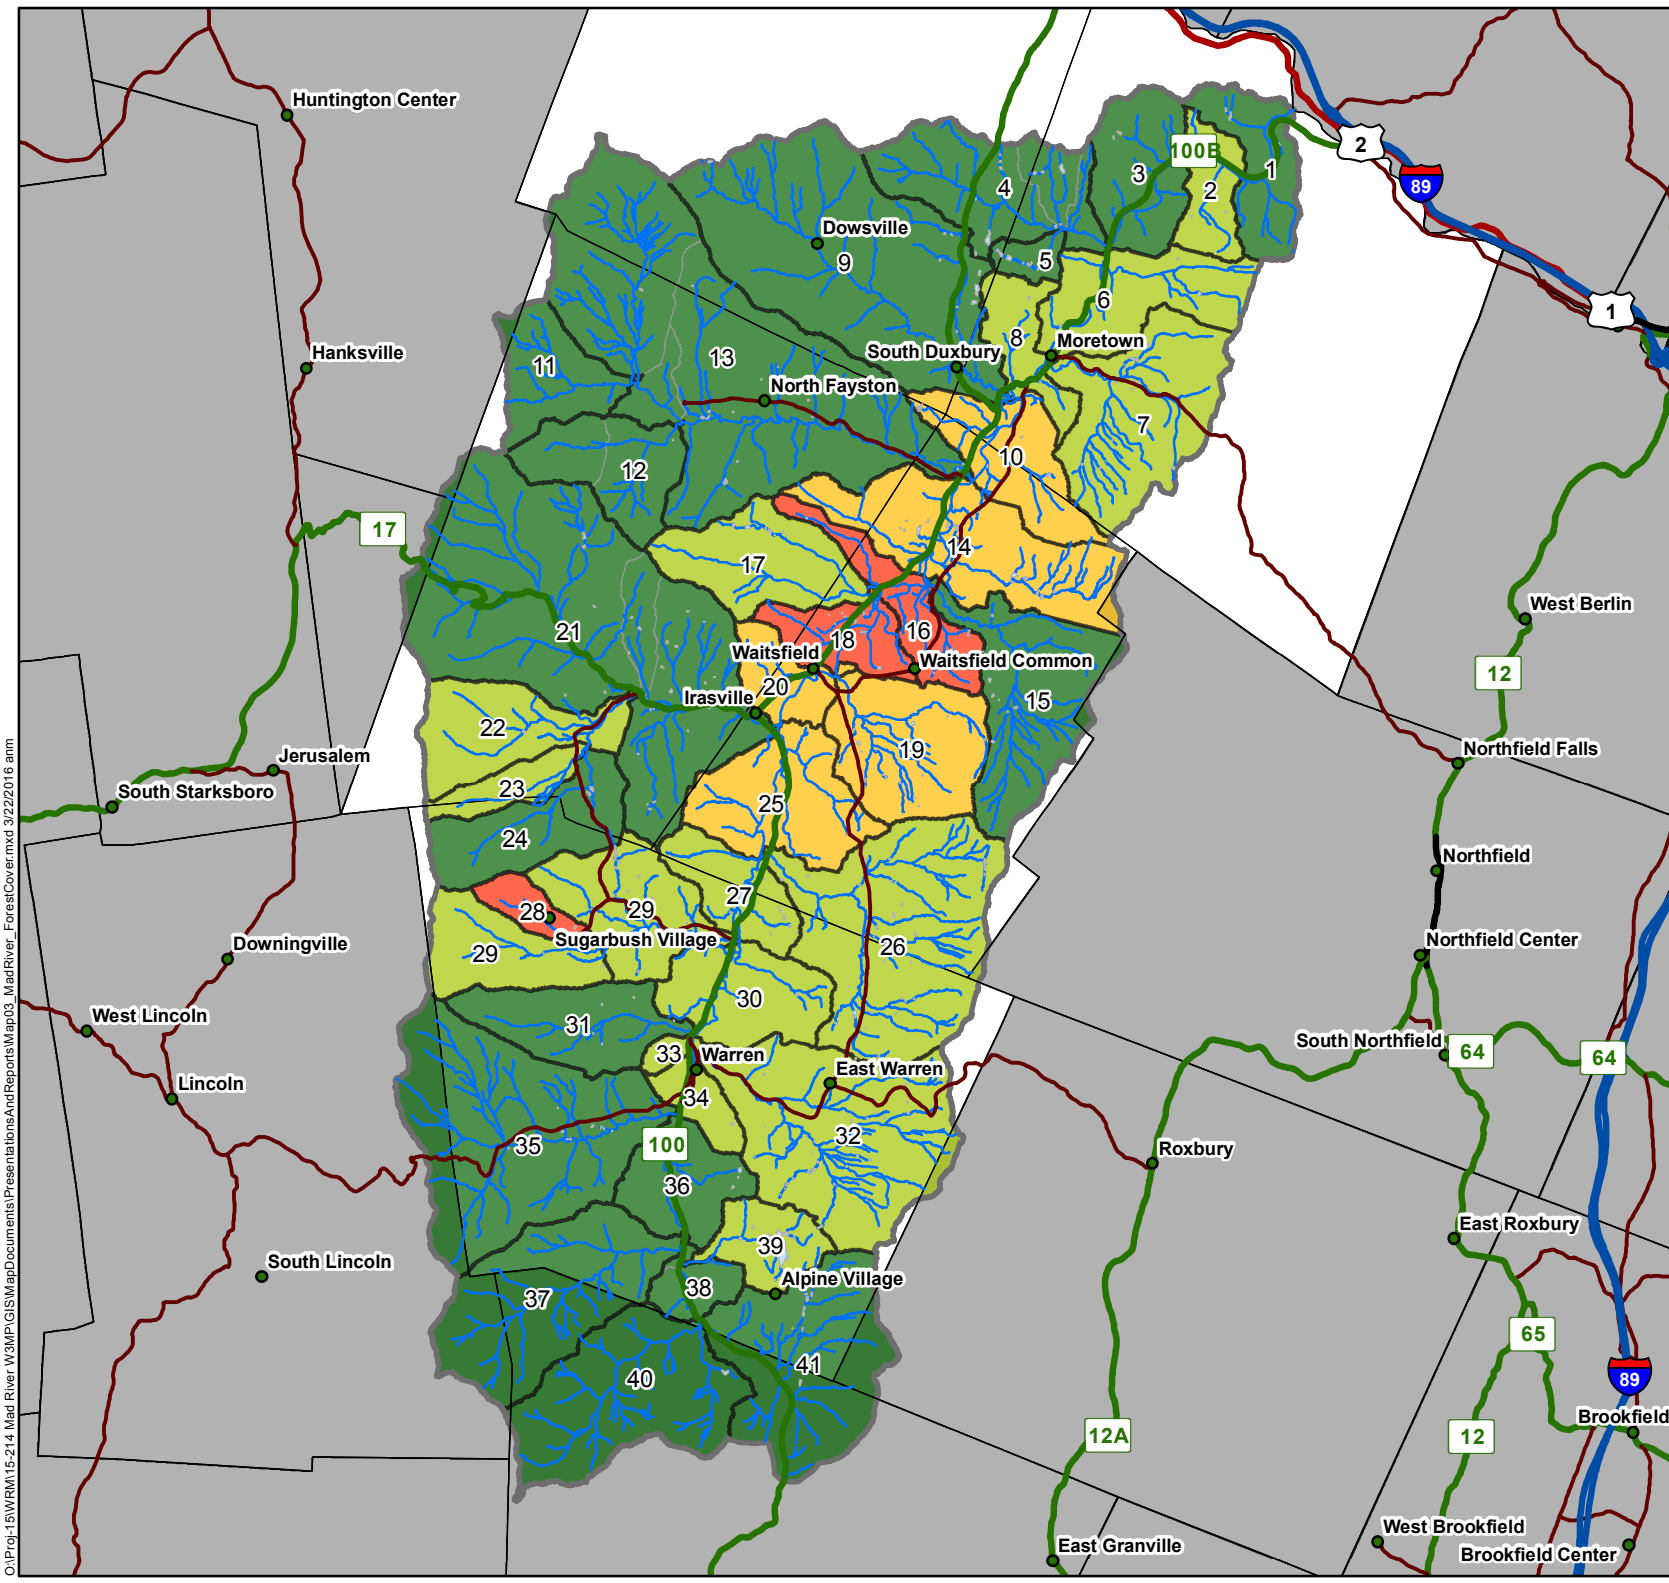 Huntington Center
100B
2
1
3
2
1
89
4
Dowsville
9
5
6
1
Hanksville
11
13
South Duxbury
8
Moretown
North Fayston
7
12
10
17
14
17
West Berlin
21
18
16
Waitsfield
Waitsfield Common
12
20
Irasville
15
22
19
Northfield Falls
Jerusalem
South Starksboro
23
25
24
Northfield
27
28
29
Sugarbush Village
Northfield Center
Downingville
29
26
30
West Lincoln
31
South Northfield
64
64
33
Warren
East Warren
Lincoln
34
100
35
32
Roxbury
36
East Roxbury
39
South Lincoln
Alpine Village
38
37
65
41
40
89
Brookfield
12A
12
West Brookfield
East Granville
Brookfield Center
O:\Proj-15\WRM\15-214 Mad River W3MP\GIS\MapDocuments\PresentationsAndReports\Map03_MadRiver_ForestCover.mxd 3/22/2016 anm